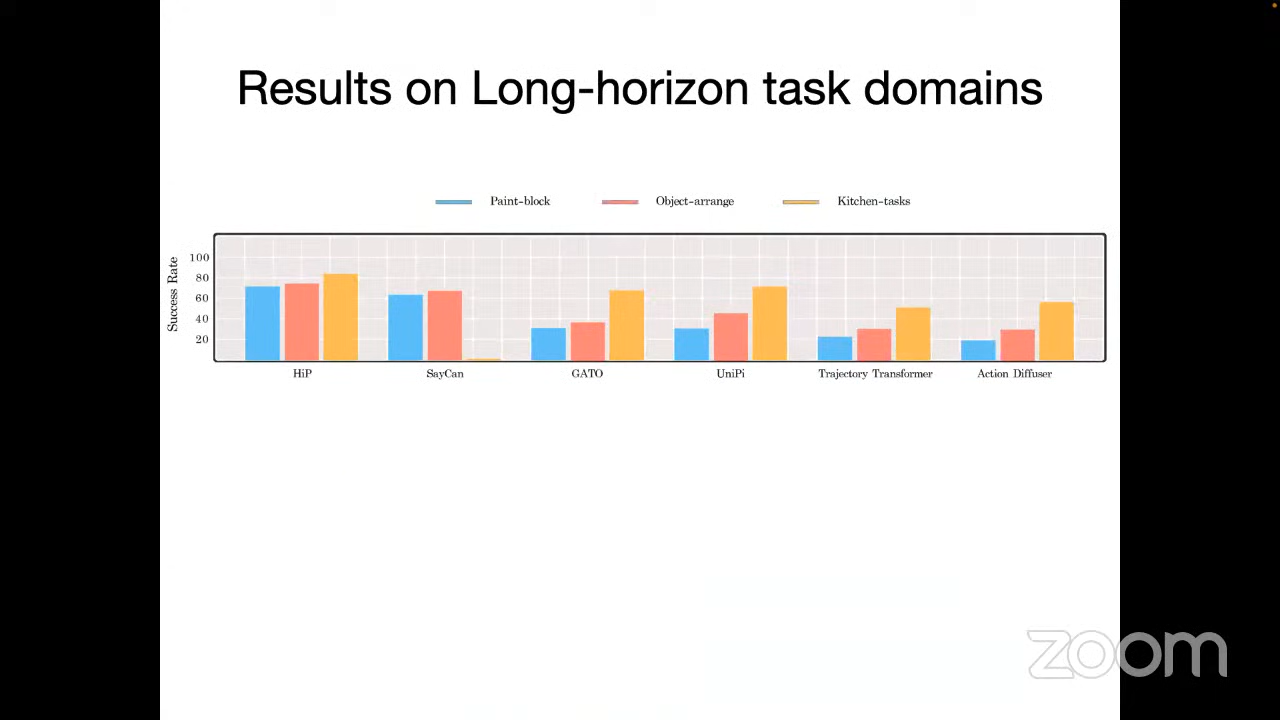 Results on Long-horizon task domains
Paint-block Object-arrange Kitchen-tasks
Success Rate
100
80
60
40
20
HiP SayCan GATO UniPi Trajectory Transformer Action Diffuser
zoom